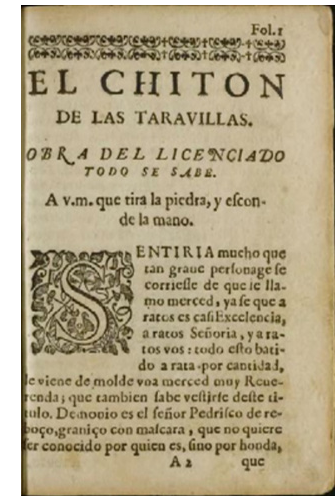 Fol.1
EL CHITON
DE LAS TARAVILLAS.
OBRA DEL LICENCIADO
TODO SE SABE.
A v.m. que tira la piedra, y eſcon-
de la mano.
SENTIRIA mucho que
tan graue perſonage ſe
corrieſſe de que le lla-
mo merced, ya ſe que a
ratos es caſi Excelencia,
a ratos Señoria, y a ra-
tos vos : todo eſto bati-
do a rata por cantidad,
le viene de molde voa merced muy Reue-
renda; que tambien ſabe veſtirſe deſte ti-
tulo. Demonio es el ſeñor Pedriſco de re-
boço, graniço con maſcara, que no quiere
ſer conocido por quien es, ſino por honda,
A 2 que